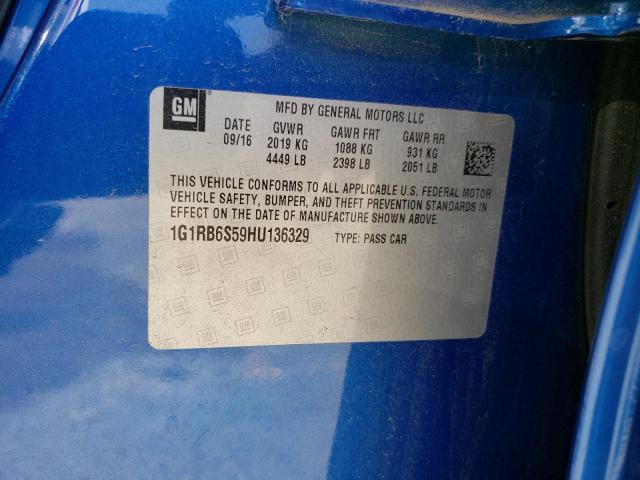 GM
MFD BY GENERAL MOTORS LLC
DATE GVWR GAWR FRT GAWR RR
09/16 2019 KG 1088 KG 931 KG
4449 LB 2398 LB 2051 LB
THIS VEHICLE CONFORMS TO ALL APPLICABLE U.S. FEDERAL MOTOR
VEHICLE SAFETY, BUMPER, AND THEFT PREVENTION STANDARDS IN
EFFECT ON THE DATE OF MANUFACTURE SHOWN ABOVE.
1G1RB6S59HU136329 TYPE: PASS CAR